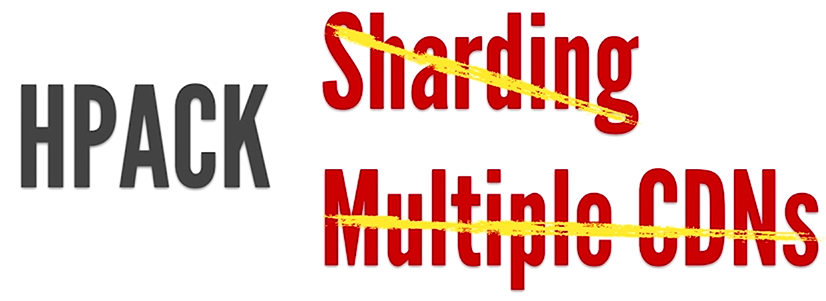 HPACK
Sharding
Multiple CDNs